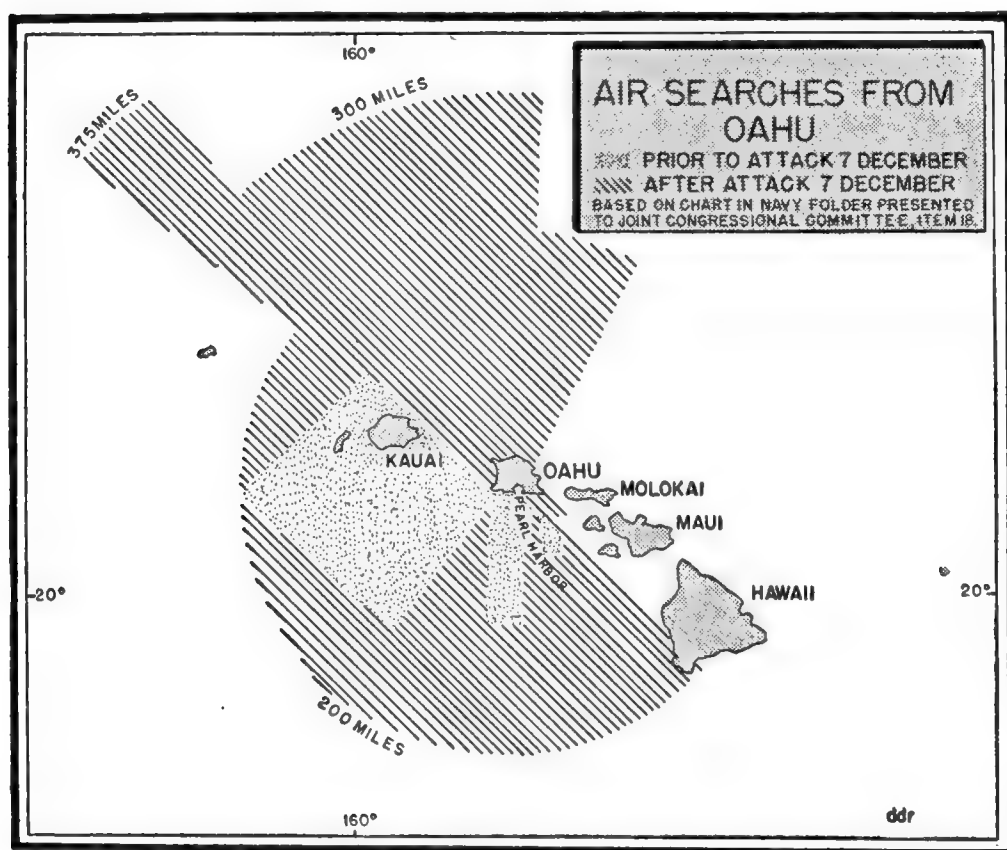 160°
375 MILES
300 MILES
AIR SEARCHES FROM
OAHU
PRIOR TO ATTACK 7 DECEMBER
AFTER ATTACK 7 DECEMBER
BASED ON CHART IN NAVY FOLDER PRESENTED
TO JOINT CONGRESSIONAL COMMITTEE, ITEM 18.
KAUAI
OAHU
MOLOKAI
PEARL HARBOR
MAUI
HAWAII
20°
20°
200 MILES
160°
ddr